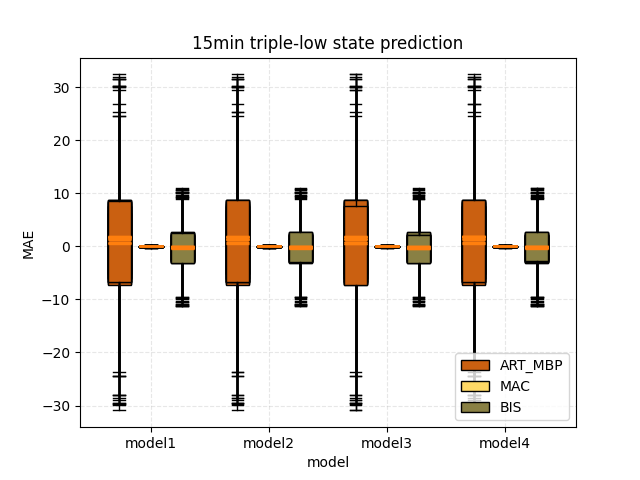 15min triple-low state prediction
MAE
30
20
10
0
−10
−20
−30
model1 model2 model3 model4
model
ART_MBP
MAC
BIS